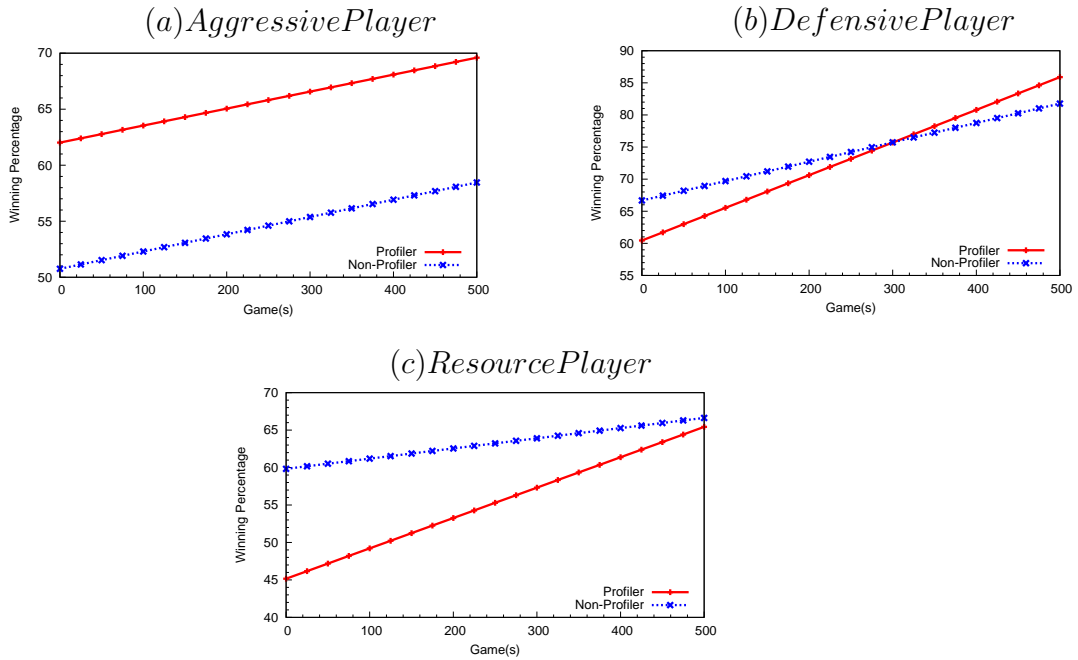 (a)AggressivePlayer
70
65
60
55
50
Winning Percentage
Profiler
Non-Profiler
0 100 200 300 400 500
Game(s)
(b)DefensivePlayer
90
85
80
75
70
65
60
55
Winning Percentage
Profiler
Non-Profiler
0 100 200 300 400 500
Game(s)
(c)ResourcePlayer
70
65
60
55
50
45
40
Winning Percentage
Profiler
Non-Profiler
0 100 200 300 400 500
Game(s)